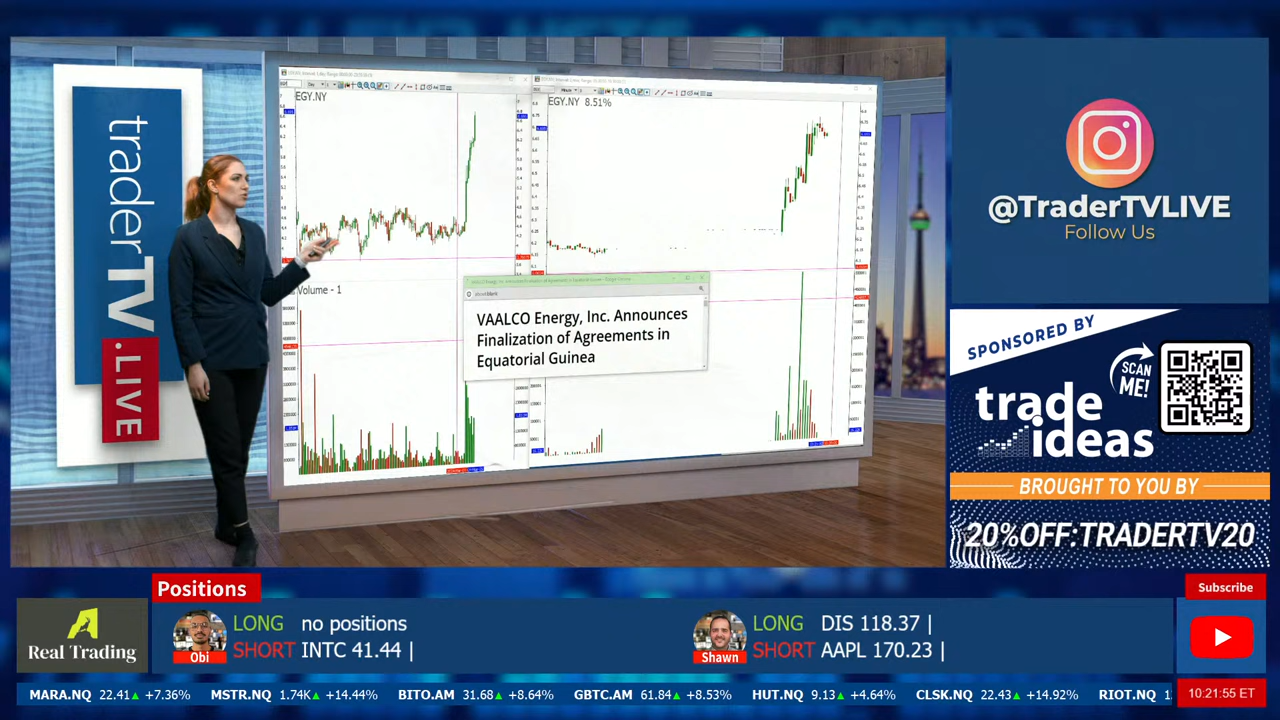 traderTV
.LIVE
EGY.NY
Volume - 1
EGY.NY 8.51%
VAALCO Energy, Inc. Announces
Finalization of Agreements in
Equatorial Guinea
@TraderTVLIVE
Follow Us
SPONSORED BY
SCAN
ME!
trade
ideas
BROUGHT TO YOU BY
20%OFF:TRADERTV20
Positions
Subscribe
Real Trading
Obi
LONG no positions
SHORT INTC 41.44 |
Shawn
LONG DIS 118.37 |
SHORT AAPL 170.23 |
MARA.NQ 22.41▲ +7.36% MSTR.NQ 1.74K▲ +14.44% BITO.AM 31.68▲ +8.64% GBTC.AM 61.84▲ +8.53% HUT.NQ 9.13▲ +4.64% CLSK.NQ 22.43▲ +14.92% RIOT.NQ
10:21:55 ET